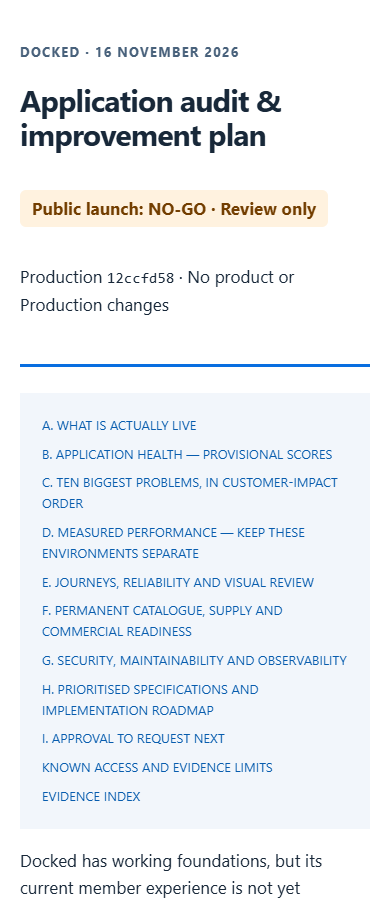 DOCKED · 16 NOVEMBER 2026
Application audit &
improvement plan
Public launch: NO-GO · Review only
Production 12ccfd58 · No product or
Production changes
A. WHAT IS ACTUALLY LIVE
B. APPLICATION HEALTH — PROVISIONAL SCORES
C. TEN BIGGEST PROBLEMS, IN CUSTOMER-IMPACT
ORDER
D. MEASURED PERFORMANCE — KEEP THESE
ENVIRONMENTS SEPARATE
E. JOURNEYS, RELIABILITY AND VISUAL REVIEW
F. PERMANENT CATALOGUE, SUPPLY AND
COMMERCIAL READINESS
G. SECURITY, MAINTAINABILITY AND OBSERVABILITY
H. PRIORITISED SPECIFICATIONS AND
IMPLEMENTATION ROADMAP
I. APPROVAL TO REQUEST NEXT
KNOWN ACCESS AND EVIDENCE LIMITS
EVIDENCE INDEX
Docked has working foundations, but its
current member experience is not yet